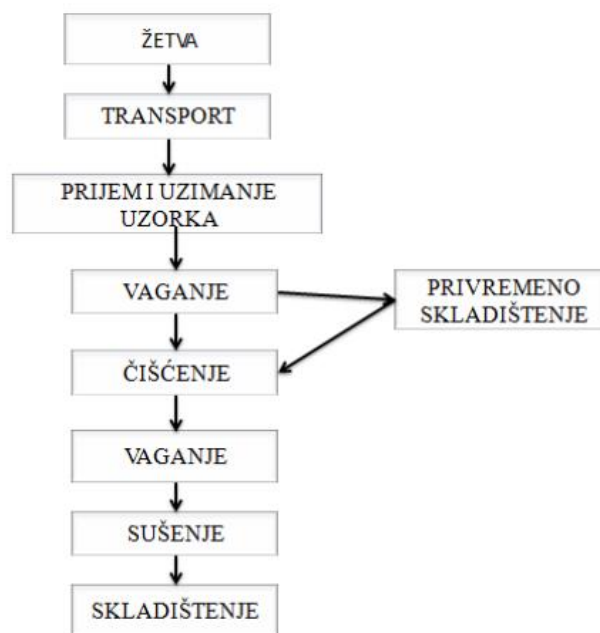 ŽETVA
TRANSPORT
PRIJEM I UZIMANJE
UZORKA
VAGANJE
PRIVREMENO
SKLADIŠTENJE
ČIŠĆENJE
VAGANJE
SUŠENJE
SKLADIŠTENJE